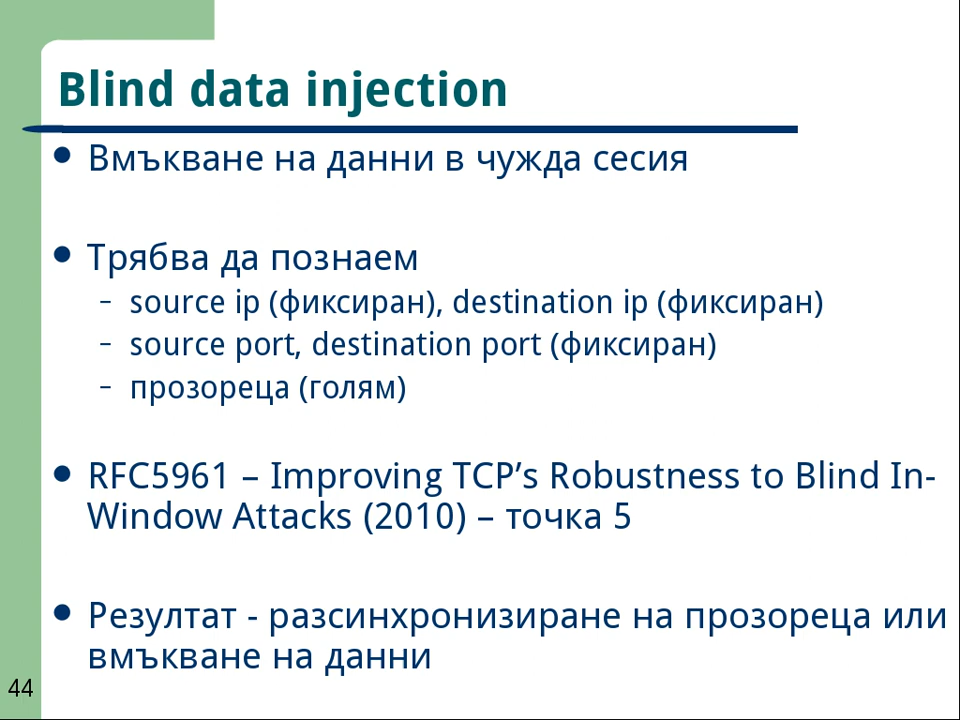 Blind data injection
Вмъкване на данни в чужда сесия
Трябва да познаем
– source ip (фиксиран), destination ip (фиксиран)
– source port, destination port (фиксиран)
– прозореца (голям)
RFC5961 – Improving TCP’s Robustness to Blind In-
Window Attacks (2010) – точка 5
Резултат - разсинхронизиране на прозореца или
вмъкване на данни
44